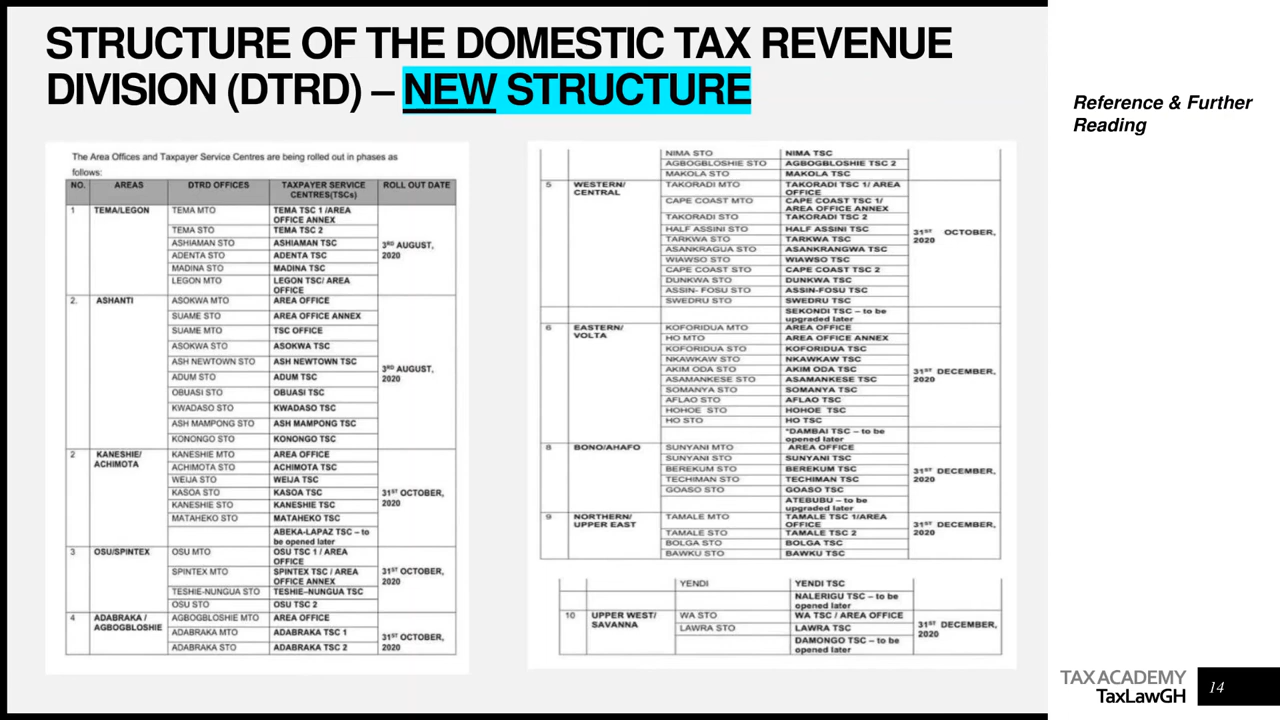 STRUCTURE OF THE DOMESTIC TAX REVENUE
DIVISION (DTRD) – NEW STRUCTURE
Reference & Further
Reading
The Area Offices and Taxpayer Service Centres are being rolled out in phases as
follows:
NO. AREAS DTRD OFFICES TAXPAYER SERVICE CENTRES(TSCs) ROLL OUT DATE
1 TEMA/LEGON TEMA MTO TEMA TSC 1 /AREA OFFICE ANNEX 3RD AUGUST, 2020
TEMA STO TEMA TSC 2
ASHIAMAN STO ASHIAMAN TSC
ADENTA STO ADENTA TSC
MADINA STO MADINA TSC
LEGON MTO LEGON TSC/ AREA OFFICE
2. ASHANTI ASOKWA MTO AREA OFFICE 3RD AUGUST, 2020
SUAME STO AREA OFFICE ANNEX
SUAME MTO TSC OFFICE
ASOKWA STO ASOKWA TSC
ASH NEWTOWN STO ASH NEWTOWN TSC
ADUM STO ADUM TSC
OBUASI STO OBUASI TSC
KWADASO STO KWADASO TSC
ASH MAMPONG STO ASH MAMPONG TSC
KONONGO STO KONONGO TSC
2 KANESHIE/ ACHIMOTA KANESHIE MTO AREA OFFICE 31ST OCTOBER, 2020
ACHIMOTA STO ACHIMOTA TSC
WEIJA STO WEIJA TSC
KASOA STO KASOA TSC
KANESHIE STO KANESHIE TSC
MATAHEKO STO MATAHEKO TSC
ABEKA-LAPAZ TSC – to be opened later
3 OSU/SPINTEX OSU MTO OSU TSC 1 / AREA OFFICE 31ST OCTOBER, 2020
SPINTEX MTO SPINTEX TSC / AREA OFFICE ANNEX
TESHIE-NUNGUA STO TESHIE–NUNGUA TSC
OSU STO OSU TSC 2
4 ADABRAKA / AGBOGBLOSHIE AGBOGBLOSHIE MTO AREA OFFICE 31ST OCTOBER, 2020
ADABRAKA MTO ADABRAKA TSC 1
ADABRAKA STO ADABRAKA TSC 2
NIMA STO NIMA TSC
AGBOGBLOSHIE STO AGBOGBLOSHIE TSC 2
MAKOLA STO MAKOLA TSC
5 WESTERN/ CENTRAL TAKORADI MTO TAKORADI TSC 1/ AREA OFFICE 31ST OCTOBER, 2020
CAPE COAST MTO CAPE COAST TSC 1/ AREA OFFICE ANNEX
TAKORADI STO TAKORADI TSC 2
HALF ASSINI STO HALF ASSINI TSC
TARKWA STO TARKWA TSC
ASANKRAGUA STO ASANKRANGWA TSC
WIAWSO STO WIAWSO TSC
CAPE COAST STO CAPE COAST TSC 2
DUNKWA STO DUNKWA TSC
ASSIN- FOSU STO ASSIN-FOSU TSC
SWEDRU STO SWEDRU TSC
SEKONDI TSC – to be upgraded later
6 EASTERN/ VOLTA KOFORIDUA MTO AREA OFFICE 31ST DECEMBER, 2020
HO MTO AREA OFFICE ANNEX
KOFORIDUA STO KOFORIDUA TSC
NKAWKAW STO NKAWKAW TSC
AKIM ODA STO AKIM ODA TSC
ASAMANKESE STO ASAMANKESE TSC
SOMANYA STO SOMANYA TSC
AFLAO STO AFLAO TSC
HOHOE STO HOHOE TSC
HO STO HO TSC
*DAMBAI TSC – to be opened later
8 BONO/AHAFO SUNYANI MTO AREA OFFICE 31ST DECEMBER, 2020
SUNYANI STO SUNYANI TSC
BEREKUM STO BEREKUM TSC
TECHIMAN STO TECHIMAN TSC
GOASO STO GOASO TSC
ATEBUBU – to be upgraded later
9 NORTHERN/ UPPER EAST TAMALE MTO TAMALE TSC 1/AREA OFFICE 31ST DECEMBER, 2020
TAMALE STO TAMALE TSC 2
BOLGA STO BOLGA TSC
BAWKU STO BAWKU TSC
YENDI YENDI TSC
NALERIGU TSC – to be opened later
10 UPPER WEST/ SAVANNA WA STO WA TSC / AREA OFFICE 31ST DECEMBER, 2020
LAWRA STO LAWRA TSC
DAMONGO TSC – to be opened later
TAX ACADEMY
TaxLawGH
14